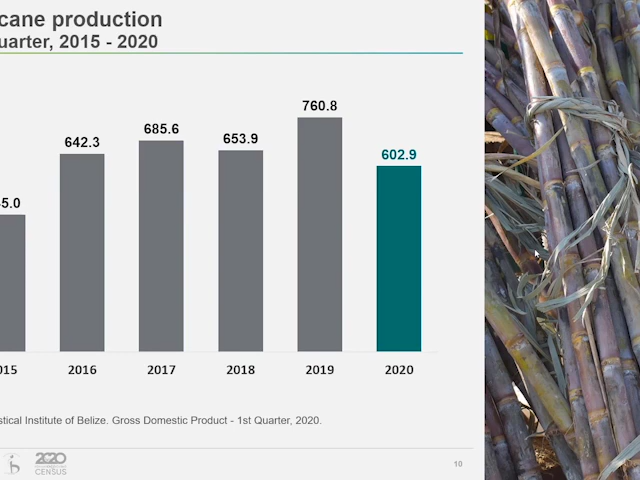 cane production
uarter, 2015 - 2020
760.8
685.6
653.9
642.3
602.9
5.0
015 2016 2017 2018 2019 2020
stical Institute of Belize. Gross Domestic Product - 1st Quarter, 2020.
2020
CENSUS
10